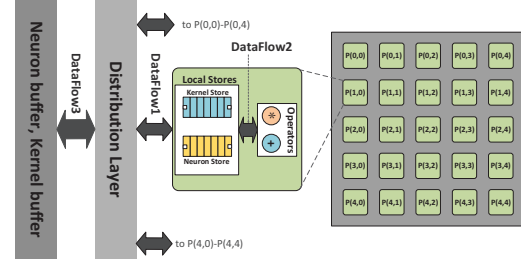 Neuron buffer, Kernel buffer
DataFlow3
Distribution Layer
DataFlow1
to P(0,0)-P(0,4)
DataFlow2
Local Stores
Kernel Store
Neuron Store
Operators
*
+
to P(4,0)-P(4,4)
P(0,0) P(0,1) P(0,2) P(0,3) P(0,4)
P(1,0) P(1,1) P(1,2) P(1,3) P(1,4)
P(2,0) P(2,1) P(2,2) P(2,3) P(2,4)
P(3,0) P(3,1) P(3,2) P(3,3) P(3,4)
P(4,0) P(4,1) P(4,2) P(4,3) P(4,4)